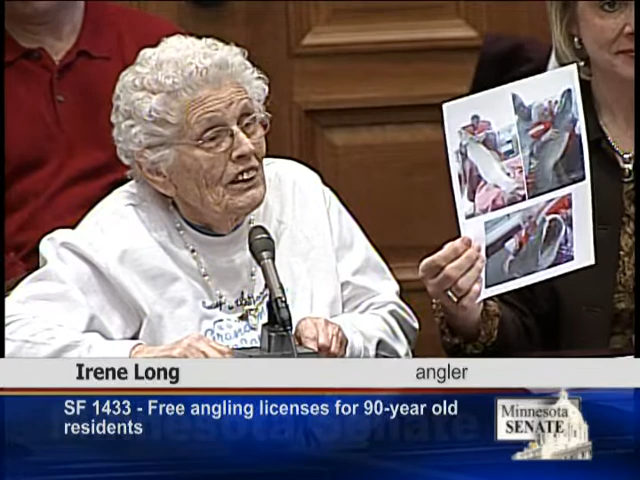 Irene Long
angler
SF 1433 - Free angling licenses for 90-year old
residents
Minnesota
SENATE